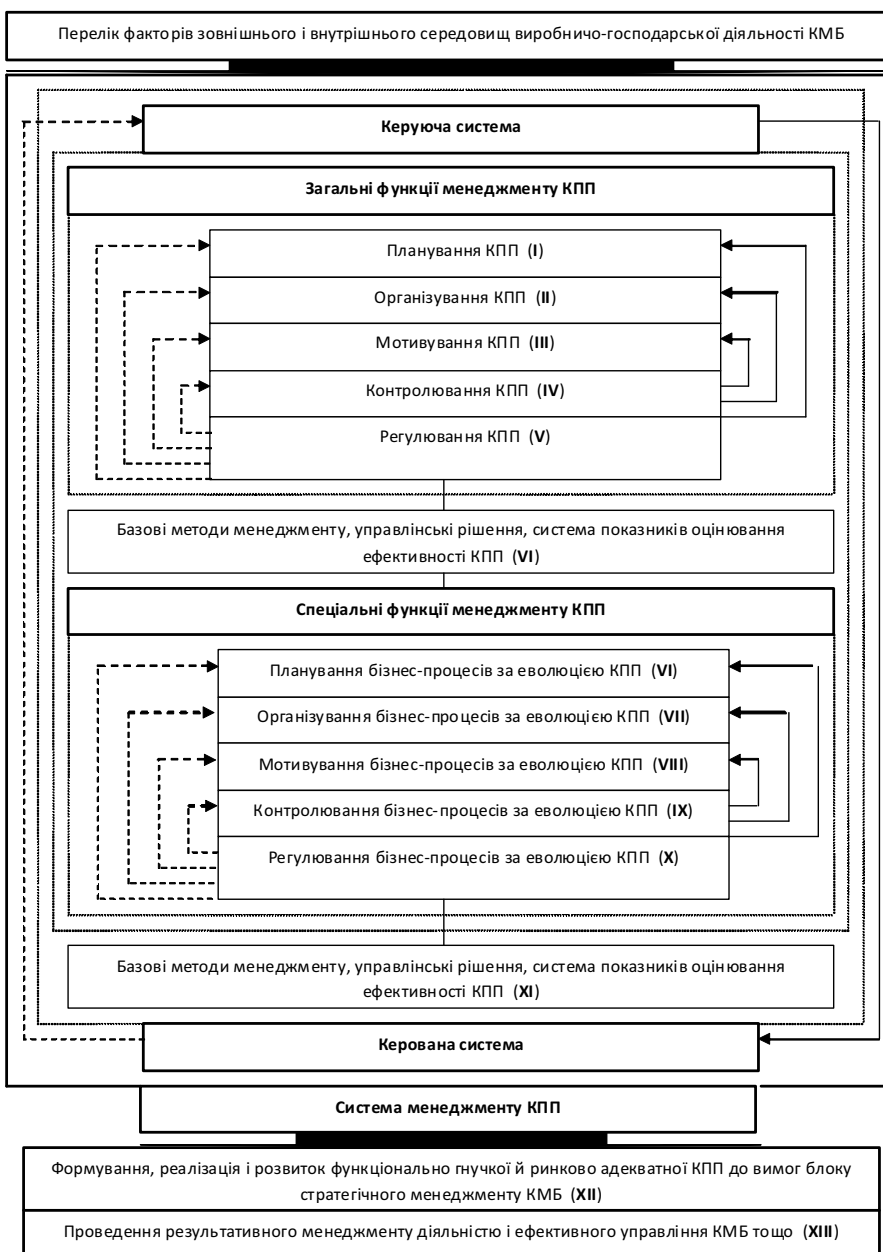 Перелік факторів зовнішнього і внутрішнього середовищ виробничо-господарської діяльності КМБ
Керуюча система
Загальні функції менеджменту КПП
Планування КПП (I)
Організування КПП (II)
Мотивування КПП (III)
Контролювання КПП (IV)
Регулювання КПП (V)
Базові методи менеджменту, управлінські рішення, система показників оцінювання
ефективності КПП (VI)
Спеціальні функції менеджменту КПП
Планування бізнес-процесів за еволюцією КПП (VI)
Організування бізнес-процесів за еволюцією КПП (VII)
Мотивування бізнес-процесів за еволюцією КПП (VIII)
Контролювання бізнес-процесів за еволюцією КПП (IX)
Регулювання бізнес-процесів за еволюцією КПП (X)
Базові методи менеджменту, управлінські рішення, система показників оцінювання
ефективності КПП (XI)
Керована система
Система менеджменту КПП
Формування, реалізація і розвиток функціонально гнучкої й ринково адекватної КПП до вимог блоку
стратегічного менеджменту КМБ (XII)
Проведення результативного менеджменту діяльністю і ефективного управління КМБ тощо (XIII)